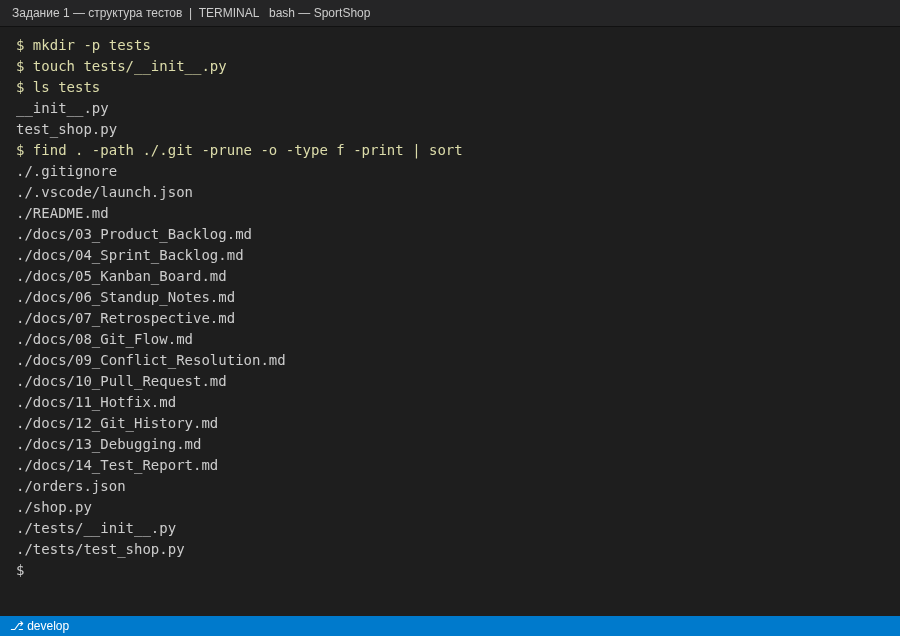 Задание 1 — структура тестов | TERMINAL bash — SportShop
$ mkdir -p tests
$ touch tests/__init__.py
$ ls tests
__init__.py
test_shop.py
$ find . -path ./.git -prune -o -type f -print | sort
./.gitignore
./.vscode/launch.json
./README.md
./docs/03_Product_Backlog.md
./docs/04_Sprint_Backlog.md
./docs/05_Kanban_Board.md
./docs/06_Standup_Notes.md
./docs/07_Retrospective.md
./docs/08_Git_Flow.md
./docs/09_Conflict_Resolution.md
./docs/10_Pull_Request.md
./docs/11_Hotfix.md
./docs/12_Git_History.md
./docs/13_Debugging.md
./docs/14_Test_Report.md
./orders.json
./shop.py
./tests/__init__.py
./tests/test_shop.py
$
⎇ develop